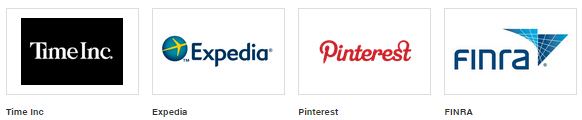 Time Inc.
Expedia®
Pinterest
Finra
Time Inc
Expedia
Pinterest
FINRA